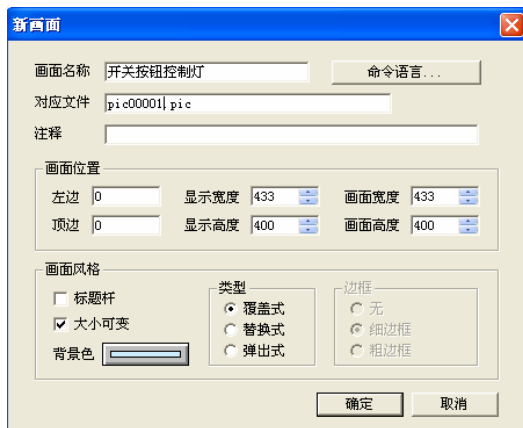 新画面
画面名称 开关按钮控制灯 命令语言...
对应文件 pic00001.pic
注释
画面位置
左边 0 显示宽度 433 画面宽度 433
顶边 0 显示高度 400 画面高度 400
画面风格
标题杆
大小可变
背景色
类型
覆盖式
替换式
弹出式
边框
无
细边框
粗边框
确定 取消